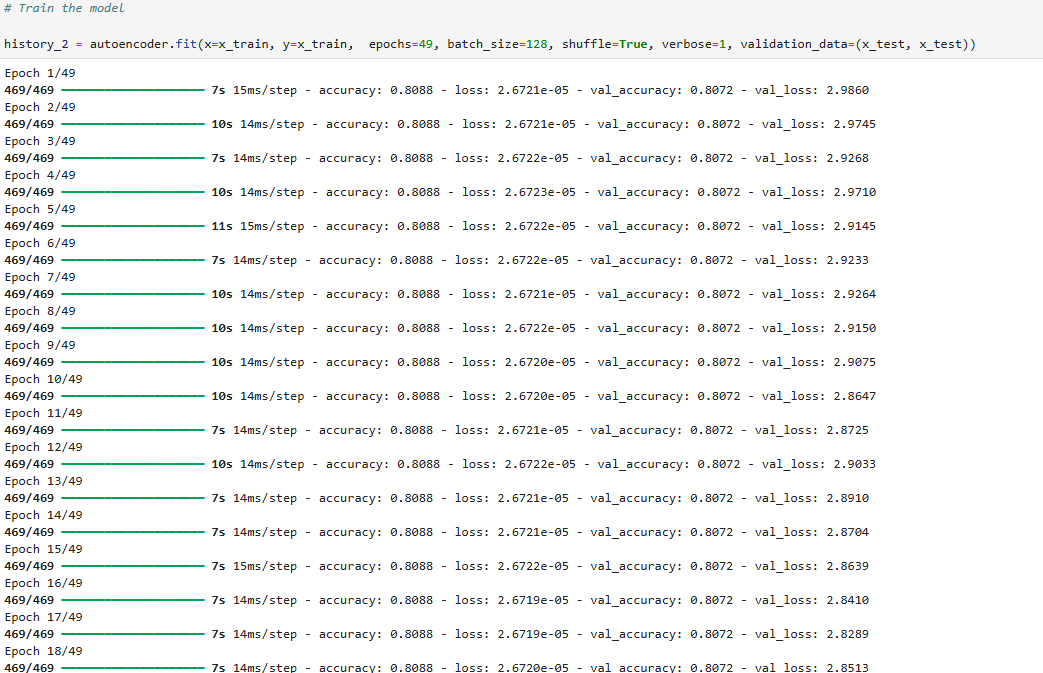 # Train the model
history_2 = autoencoder.fit(x=x_train, y=x_train,  epochs=49, batch_size=128, shuffle=True, verbose=1, validation_data=(x_test, x_test))
Epoch 1/49
469/469 ━━━━━━━━━━━━━━━━━━━━ 7s 15ms/step - accuracy: 0.8088 - loss: 2.6721e-05 - val_accuracy: 0.8072 - val_loss: 2.9860
Epoch 2/49
469/469 ━━━━━━━━━━━━━━━━━━━━ 10s 14ms/step - accuracy: 0.8088 - loss: 2.6721e-05 - val_accuracy: 0.8072 - val_loss: 2.9745
Epoch 3/49
469/469 ━━━━━━━━━━━━━━━━━━━━ 7s 14ms/step - accuracy: 0.8088 - loss: 2.6722e-05 - val_accuracy: 0.8072 - val_loss: 2.9268
Epoch 4/49
469/469 ━━━━━━━━━━━━━━━━━━━━ 10s 14ms/step - accuracy: 0.8088 - loss: 2.6723e-05 - val_accuracy: 0.8072 - val_loss: 2.9710
Epoch 5/49
469/469 ━━━━━━━━━━━━━━━━━━━━ 11s 15ms/step - accuracy: 0.8088 - loss: 2.6722e-05 - val_accuracy: 0.8072 - val_loss: 2.9145
Epoch 6/49
469/469 ━━━━━━━━━━━━━━━━━━━━ 7s 14ms/step - accuracy: 0.8088 - loss: 2.6722e-05 - val_accuracy: 0.8072 - val_loss: 2.9233
Epoch 7/49
469/469 ━━━━━━━━━━━━━━━━━━━━ 10s 14ms/step - accuracy: 0.8088 - loss: 2.6721e-05 - val_accuracy: 0.8072 - val_loss: 2.9264
Epoch 8/49
469/469 ━━━━━━━━━━━━━━━━━━━━ 10s 14ms/step - accuracy: 0.8088 - loss: 2.6722e-05 - val_accuracy: 0.8072 - val_loss: 2.9150
Epoch 9/49
469/469 ━━━━━━━━━━━━━━━━━━━━ 10s 14ms/step - accuracy: 0.8088 - loss: 2.6720e-05 - val_accuracy: 0.8072 - val_loss: 2.9075
Epoch 10/49
469/469 ━━━━━━━━━━━━━━━━━━━━ 10s 14ms/step - accuracy: 0.8088 - loss: 2.6720e-05 - val_accuracy: 0.8072 - val_loss: 2.8647
Epoch 11/49
469/469 ━━━━━━━━━━━━━━━━━━━━ 7s 14ms/step - accuracy: 0.8088 - loss: 2.6721e-05 - val_accuracy: 0.8072 - val_loss: 2.8725
Epoch 12/49
469/469 ━━━━━━━━━━━━━━━━━━━━ 10s 14ms/step - accuracy: 0.8088 - loss: 2.6722e-05 - val_accuracy: 0.8072 - val_loss: 2.9033
Epoch 13/49
469/469 ━━━━━━━━━━━━━━━━━━━━ 7s 14ms/step - accuracy: 0.8088 - loss: 2.6721e-05 - val_accuracy: 0.8072 - val_loss: 2.8910
Epoch 14/49
469/469 ━━━━━━━━━━━━━━━━━━━━ 7s 14ms/step - accuracy: 0.8088 - loss: 2.6721e-05 - val_accuracy: 0.8072 - val_loss: 2.8704
Epoch 15/49
469/469 ━━━━━━━━━━━━━━━━━━━━ 7s 15ms/step - accuracy: 0.8088 - loss: 2.6722e-05 - val_accuracy: 0.8072 - val_loss: 2.8639
Epoch 16/49
469/469 ━━━━━━━━━━━━━━━━━━━━ 7s 14ms/step - accuracy: 0.8088 - loss: 2.6719e-05 - val_accuracy: 0.8072 - val_loss: 2.8410
Epoch 17/49
469/469 ━━━━━━━━━━━━━━━━━━━━ 7s 14ms/step - accuracy: 0.8088 - loss: 2.6719e-05 - val_accuracy: 0.8072 - val_loss: 2.8289
Epoch 18/49
469/469 ━━━━━━━━━━━━━━━━━━━━ 7s 14ms/step - accuracy: 0.8088 - loss: 2.6720e-05 - val_accuracy: 0.8072 - val_loss: 2.8513